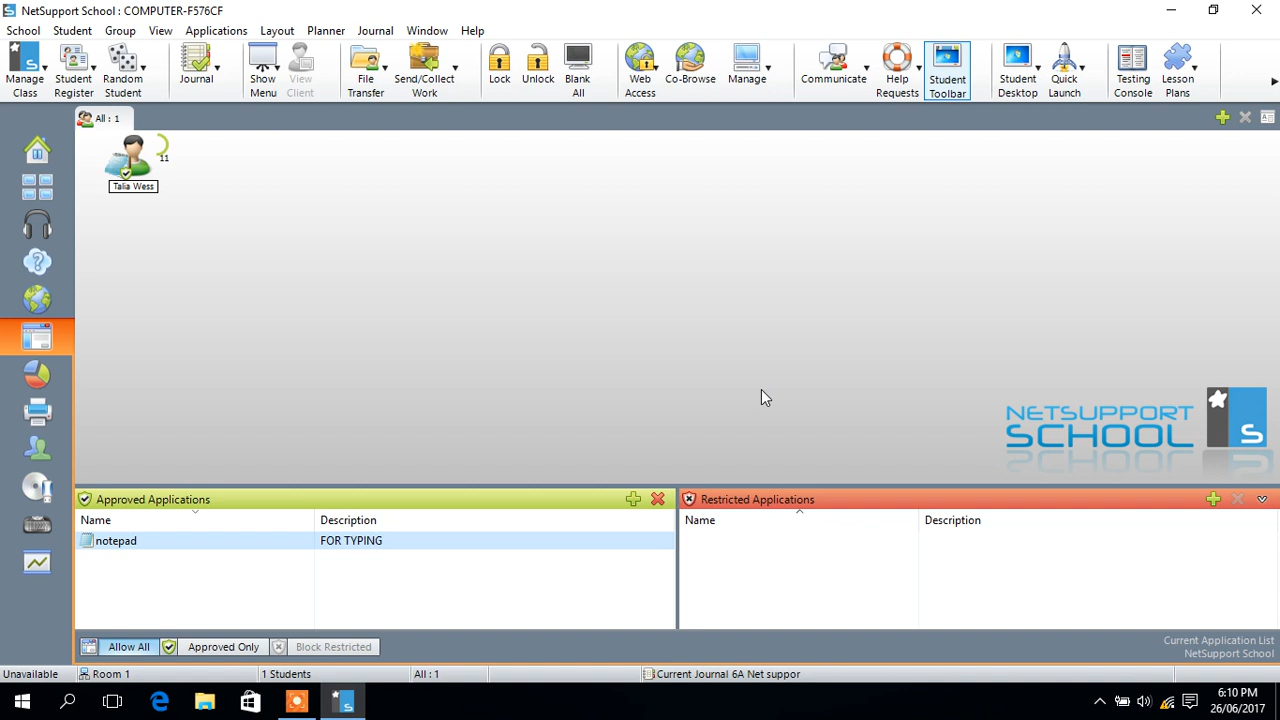 NetSupport School: COMPUTER-F576CF
School Student Group View Applications Layout Planner Journal Window Help
Manage Class
Student Register
Random Student
Journal
Show Menu
View Client
File Transfer
Send/Collect Work
Lock
Unlock
Blank All
Web Access
Co-Browse
Manage
Communicate
Help Requests
Student Toolbar
Student Desktop
Quick Launch
Testing Console
Lesson Plans
All : 1
11
Talia Wess
NETSUPPORT
SCHOOL
S
Approved Applications
Restricted Applications
Name Description
Name Description
notepad FOR TYPING
Allow All Approved Only Block Restricted
Current Application List
NetSupport School
Unavailable Room 1 1 Students All : 1 Current Journal 6A Net suppor
6:10 PM
26/06/2017